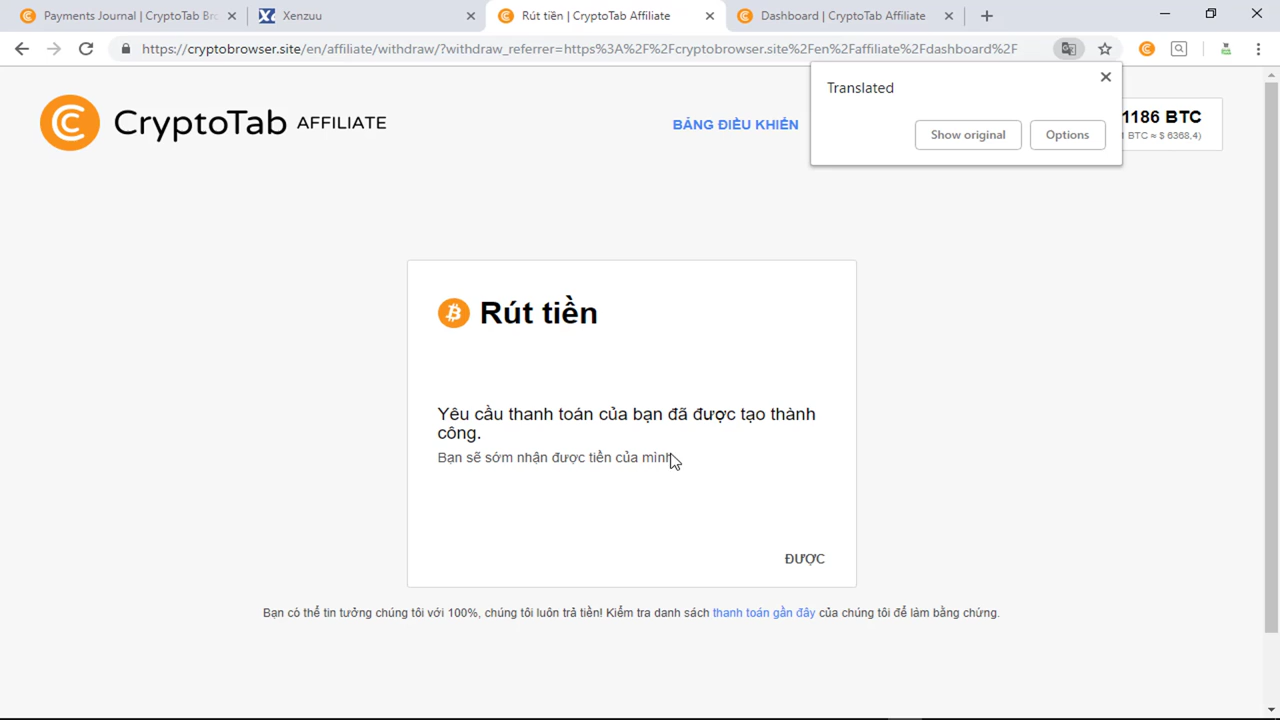 Payments Journal | CryptoTab Bro
Xenzuu
Rút tiền | CryptoTab Affiliate
Dashboard | CryptoTab Affiliate
https://cryptobrowser.site/en/affiliate/withdraw/?withdraw_referrer=https%3A%2F%2Fcryptobrowser.site%2Fen%2Faffiliate%2Fdashboard%2F
Translated
Show original
Options
CryptoTab AFFILIATE
BẢNG ĐIỀU KHIỂN
1186 BTC
BTC ≈ $ 6368,4)
Rút tiền
Yêu cầu thanh toán của bạn đã được tạo thành
công.
Bạn sẽ sớm nhận được tiền của mình
ĐƯỢC
Bạn có thể tin tưởng chúng tôi với 100%, chúng tôi luôn trả tiền! Kiểm tra danh sách thanh toán gần đây của chúng tôi để làm bằng chứng.